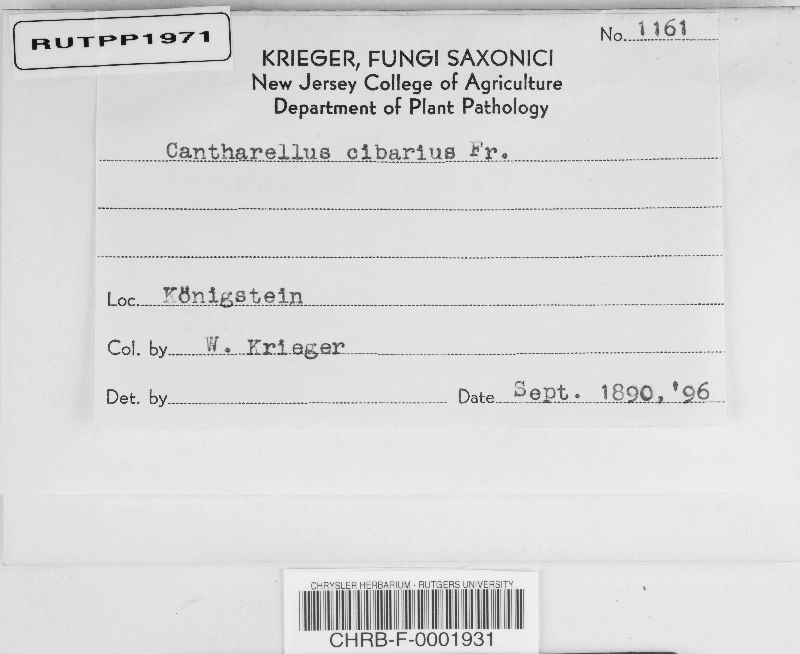 RUTPP1971
No. 1161
KRIEGER, FUNGI SAXONICI
New Jersey College of Agriculture
Department of Plant Pathology
Cantharellus cibarius Fr.
Loc. Königstein
Col. by W. Krieger
Det. by Date Sept. 1890,'96
CHRYSLER HERBARIUM - RUTGERS UNIVERSITY
CHRB-F-0001931